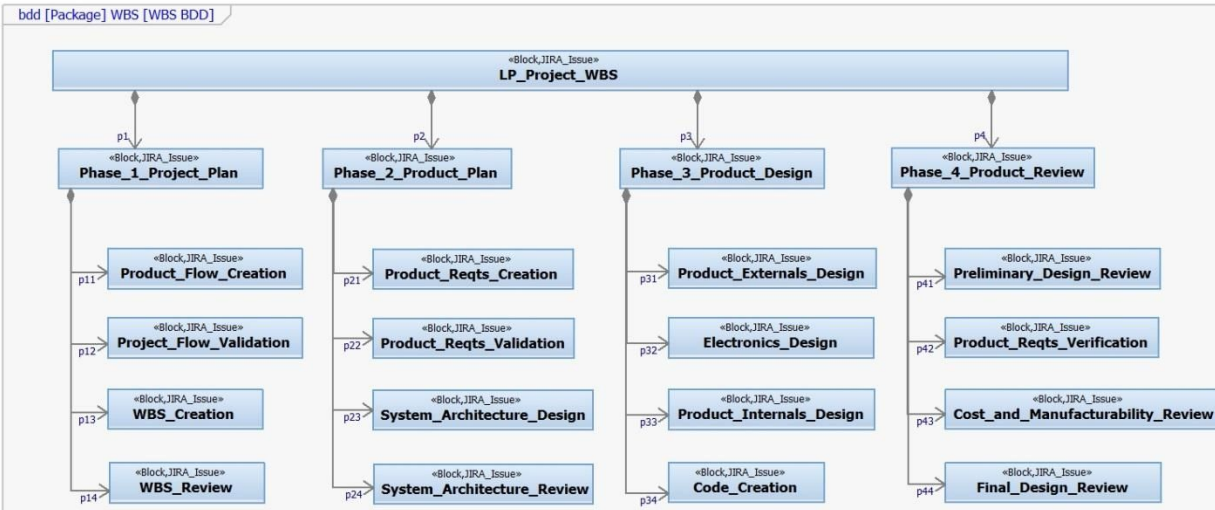 bdd [Package] WBS [WBS BDD]
«Block,JIRA_Issue»
LP_Project_WBS
p1
p2
p3
p4
«Block,JIRA_Issue»
Phase_1_Project_Plan
«Block,JIRA_Issue»
Phase_2_Product_Plan
«Block,JIRA_Issue»
Phase_3_Product_Design
«Block,JIRA_Issue»
Phase_4_Product_Review
«Block,JIRA_Issue»
Product_Flow_Creation
p11
«Block,JIRA_Issue»
Product_Reqts_Creation
p21
«Block,JIRA_Issue»
Product_Externals_Design
p31
«Block,JIRA_Issue»
Preliminary_Design_Review
p41
«Block,JIRA_Issue»
Project_Flow_Validation
p12
«Block,JIRA_Issue»
Product_Reqts_Validation
p22
«Block,JIRA_Issue»
Electronics_Design
p32
«Block,JIRA_Issue»
Product_Reqts_Verification
p42
«Block,JIRA_Issue»
WBS_Creation
p13
«Block,JIRA_Issue»
System_Architecture_Design
p23
«Block,JIRA_Issue»
Product_Internals_Design
p33
«Block,JIRA_Issue»
Cost_and_Manufacturability_Review
p43
«Block,JIRA_Issue»
WBS_Review
p14
«Block,JIRA_Issue»
System_Architecture_Review
p24
«Block,JIRA_Issue»
Code_Creation
p34
«Block,JIRA_Issue»
Final_Design_Review
p44